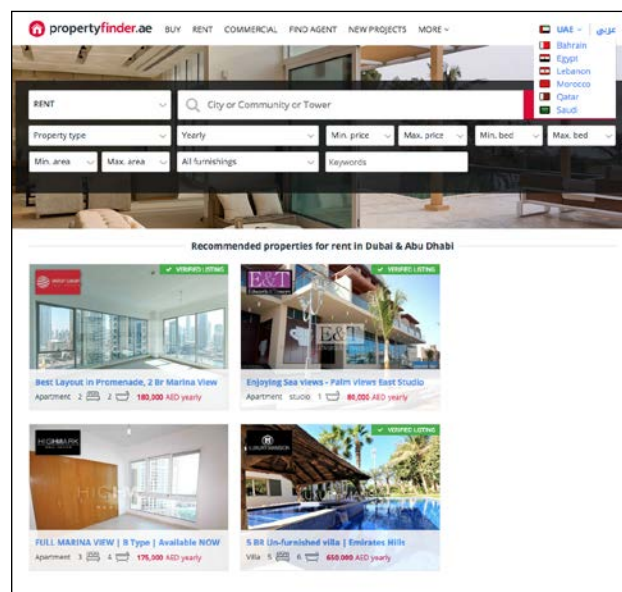 propertyfinder.ae BUY RENT COMMERCIAL FIND AGENT NEW PROJECTS MORE UAE عربي
Bahrain
Egypt
Lebanon
Morocco
Qatar
Saudi
RENT City or Community or Tower
Property type Yearly Min. price Max. price Min. bed Max. bed
Min. area Max. area All furnishings Keywords
Recommended properties for rent in Dubai & Abu Dhabi
VERIFIED LISTING
Best Layout in Promenade, 2 Br Marina View
Apartment 2 2 180,000 AED yearly
VERIFIED LISTING
E&T
E&T
Enjoying Sea views - Palm views East Studio
Apartment studio 1 80,000 AED yearly
HIGHMARK
FULL MARINA VIEW | B Type | Available NOW
Apartment 3 4 175,000 AED yearly
VERIFIED LISTING
5 BR Un-furnished villa | Emirates Hills
Villa 5 6 650,000 AED yearly